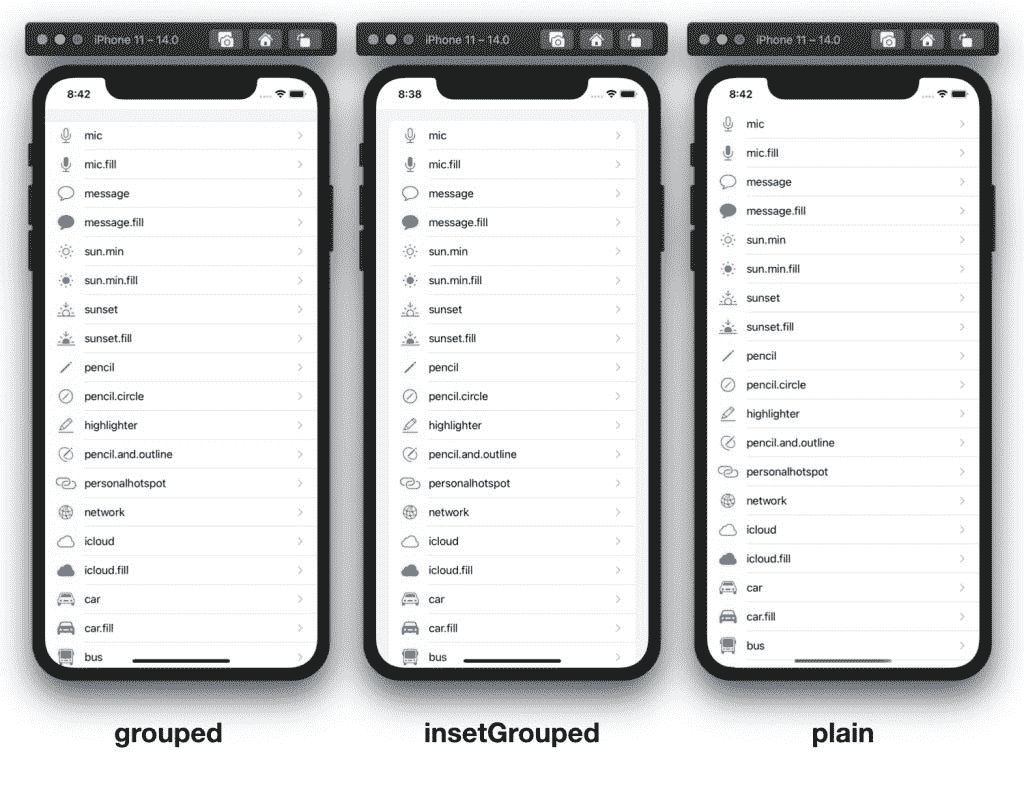 iPhone 11 – 14.0
8:42
mic
mic.fill
message
message.fill
sun.min
sun.min.fill
sunset
sunset.fill
pencil
pencil.circle
highlighter
pencil.and.outline
personalhotspot
network
icloud
icloud.fill
car
car.fill
bus
grouped
iPhone 11 – 14.0
8:38
mic
mic.fill
message
message.fill
sun.min
sun.min.fill
sunset
sunset.fill
pencil
pencil.circle
highlighter
pencil.and.outline
personalhotspot
network
icloud
icloud.fill
car
car.fill
bus
insetGrouped
iPhone 11 – 14.0
8:42
mic
mic.fill
message
message.fill
sun.min
sun.min.fill
sunset
sunset.fill
pencil
pencil.circle
highlighter
pencil.and.outline
personalhotspot
network
icloud
icloud.fill
car
car.fill
bus
plain